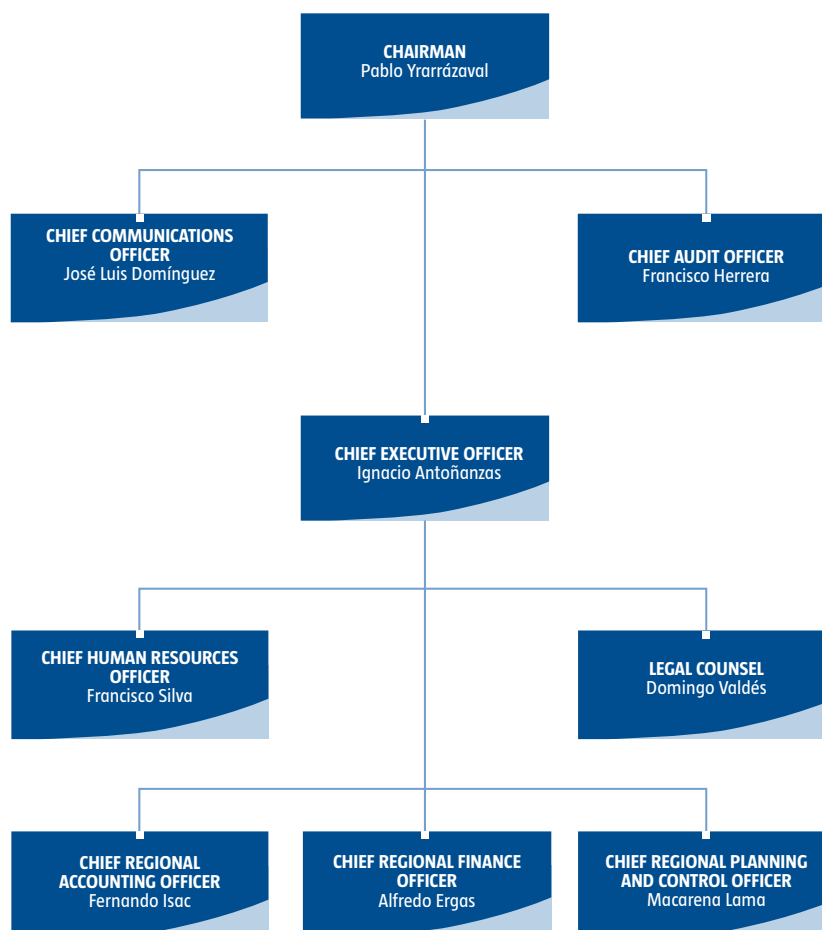 CHAIRMAN
Pablo Yrarrázaval
CHIEF COMMUNICATIONS
OFFICER
José Luis Domínguez
CHIEF AUDIT OFFICER
Francisco Herrera
CHIEF EXECUTIVE OFFICER
Ignacio Antoñanzas
CHIEF HUMAN RESOURCES
OFFICER
Francisco Silva
LEGAL COUNSEL
Domingo Valdés
CHIEF REGIONAL
ACCOUNTING OFFICER
Fernando Isac
CHIEF REGIONAL FINANCE
OFFICER
Alfredo Ergas
CHIEF REGIONAL PLANNING
AND CONTROL OFFICER
Macarena Lama